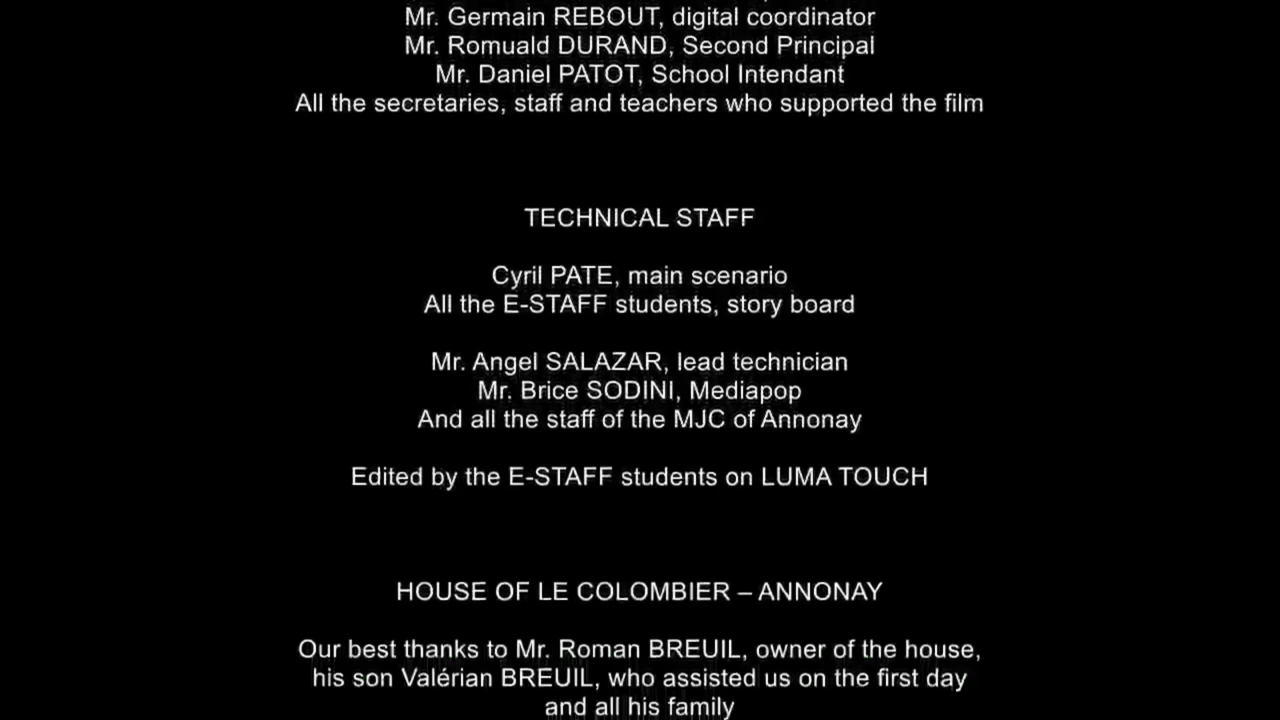 Mr. Germain REBOUT, digital coordinator
Mr. Romuald DURAND, Second Principal
Mr. Daniel PATOT, School Intendant
All the secretaries, staff and teachers who supported the film
TECHNICAL STAFF
Cyril PATE, main scenario
All the E-STAFF students, story board
Mr. Angel SALAZAR, lead technician
Mr. Brice SODINI, Mediapop
And all the staff of the MJC of Annonay
Edited by the E-STAFF students on LUMA TOUCH
HOUSE OF LE COLOMBIER – ANNONAY
Our best thanks to Mr. Roman BREUIL, owner of the house,
his son Valérian BREUIL, who assisted us on the first day
and all his family